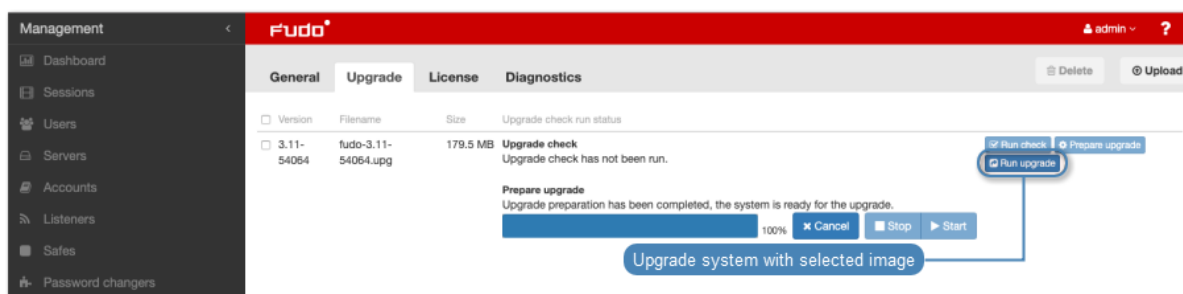 Management
Fudo
admin
?
Dashboard
General
Upgrade
License
Diagnostics
Delete
Upload
Sessions
Version
Filename
Size
Upgrade check run status
Users
3.11-
54064
fudo-3.11-
54064.upg
179.5 MB
Upgrade check
Upgrade check has not been run.
Run check
Prepare upgrade
Run upgrade
Servers
Accounts
Prepare upgrade
Upgrade preparation has been completed, the system is ready for the upgrade.
100%
Cancel
Stop
Start
Listeners
Safes
Upgrade system with selected image
Password changers